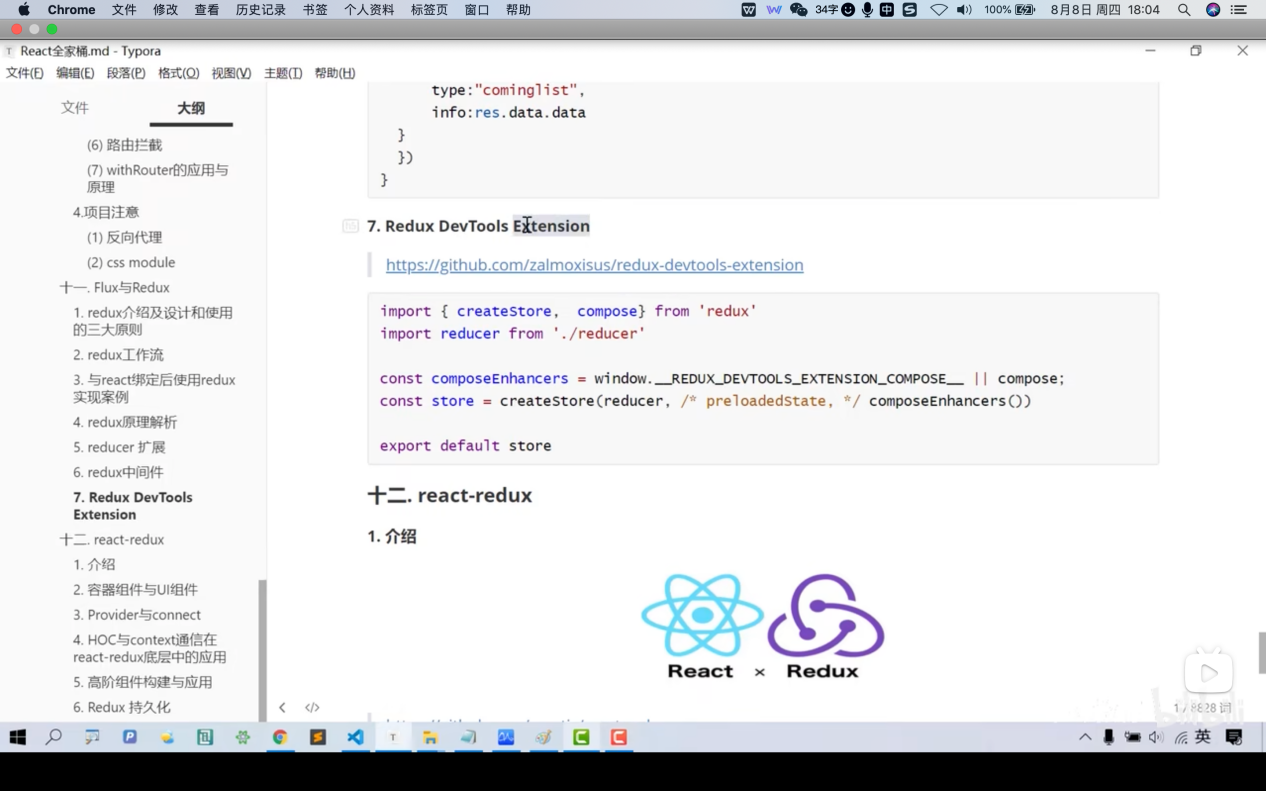 Chrome 文件 修改 查看 历史记录 书签 个人资料 标签页 窗口 帮助 34字 中 100% 8月8日 周四 18:04
React全家桶.md - Typora
文件(F) 编辑(E) 段落(P) 格式(O) 视图(V) 主题(T) 帮助(H)
文件 大纲
(6) 路由拦截
(7) withRouter的应用与
原理
4.项目注意
(1) 反向代理
(2) css module
十一. Flux与Redux
1. redux介绍及设计和使用
的三大原则
2. redux工作流
3. 与react绑定后使用redux
实现案例
4. redux原理解析
5. reducer 扩展
6. redux中间件
7. Redux DevTools
Extension
十二. react-redux
1. 介绍
2. 容器组件与UI组件
3. Provider与connect
4. HOC与context通信在
react-redux底层中的应用
5. 高阶组件构建与应用
6. Redux 持久化
type:"cominglist",
info:res.data.data
}
})
}
7. Redux DevTools Extension
https://github.com/zalmoxisus/redux-devtools-extension
import { createStore, compose} from 'redux'
import reducer from './reducer'
const composeEnhancers = window.__REDUX_DEVTOOLS_EXTENSION_COMPOSE__ || compose;
const store = createStore(reducer, /* preloadedState, */ composeEnhancers())
export default store
十二. react-redux
1. 介绍
React × Redux
1 / 8828 词
bilibili
英